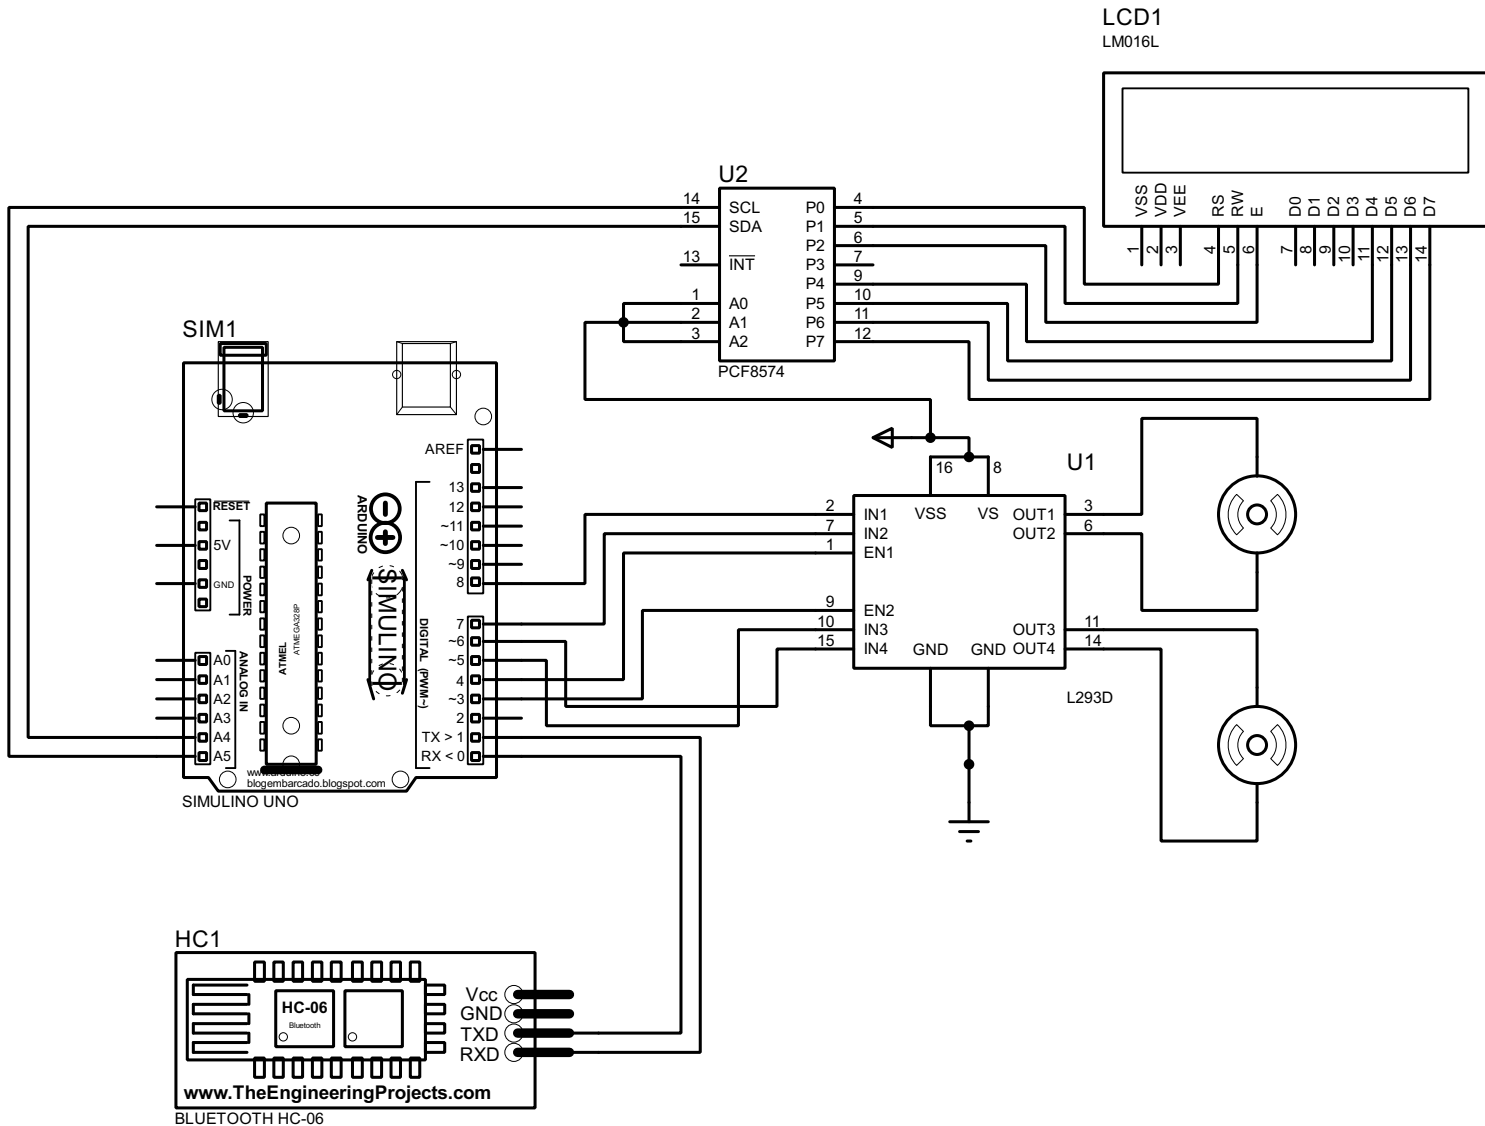 LCD1
LM016L
VSS
VDD
VEE
RS
RW
E
D0
D1
D2
D3
D4
D5
D6
D7
1
2
3
4
5
6
7
8
9
10
11
12
13
14
U2
14 SCL P0 4
15 SDA P1 5
P2 6
13 INT P3 7
P4 9
1 A0 P5 10
2 A1 P6 11
3 A2 P7 12
PCF8574
SIM1
AREF
13
12
~11
~10
~9
8
7
~6
~5
4
~3
2
TX > 1
RX < 0
DIGITAL (PWM~)
RESET
5V
GND
POWER
A0
A1
A2
A3
A4
A5
ANALOG IN
ATMEL
ATMEGA328P
ARDUINO
SIMULINO
blogembarcado.blogspot.com
SIMULINO UNO
U1
16 8
2 IN1 VSS VS OUT1 3
7 IN2 OUT2 6
1 EN1
9 EN2
10 IN3 OUT3 11
15 IN4 GND GND OUT4 14
L293D
HC1
HC-06
Bluetooth
Vcc
GND
TXD
RXD
www.TheEngineeringProjects.com
BLUETOOTH HC-06